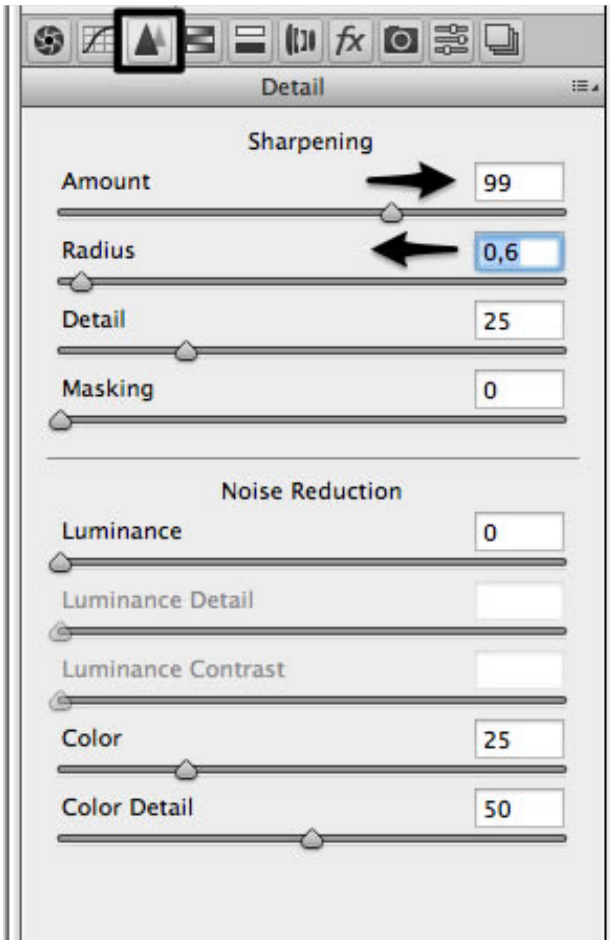 fx
Detail
Sharpening
Amount 99
Radius 0,6
Detail 25
Masking 0
Noise Reduction
Luminance 0
Luminance Detail
Luminance Contrast
Color 25
Color Detail 50